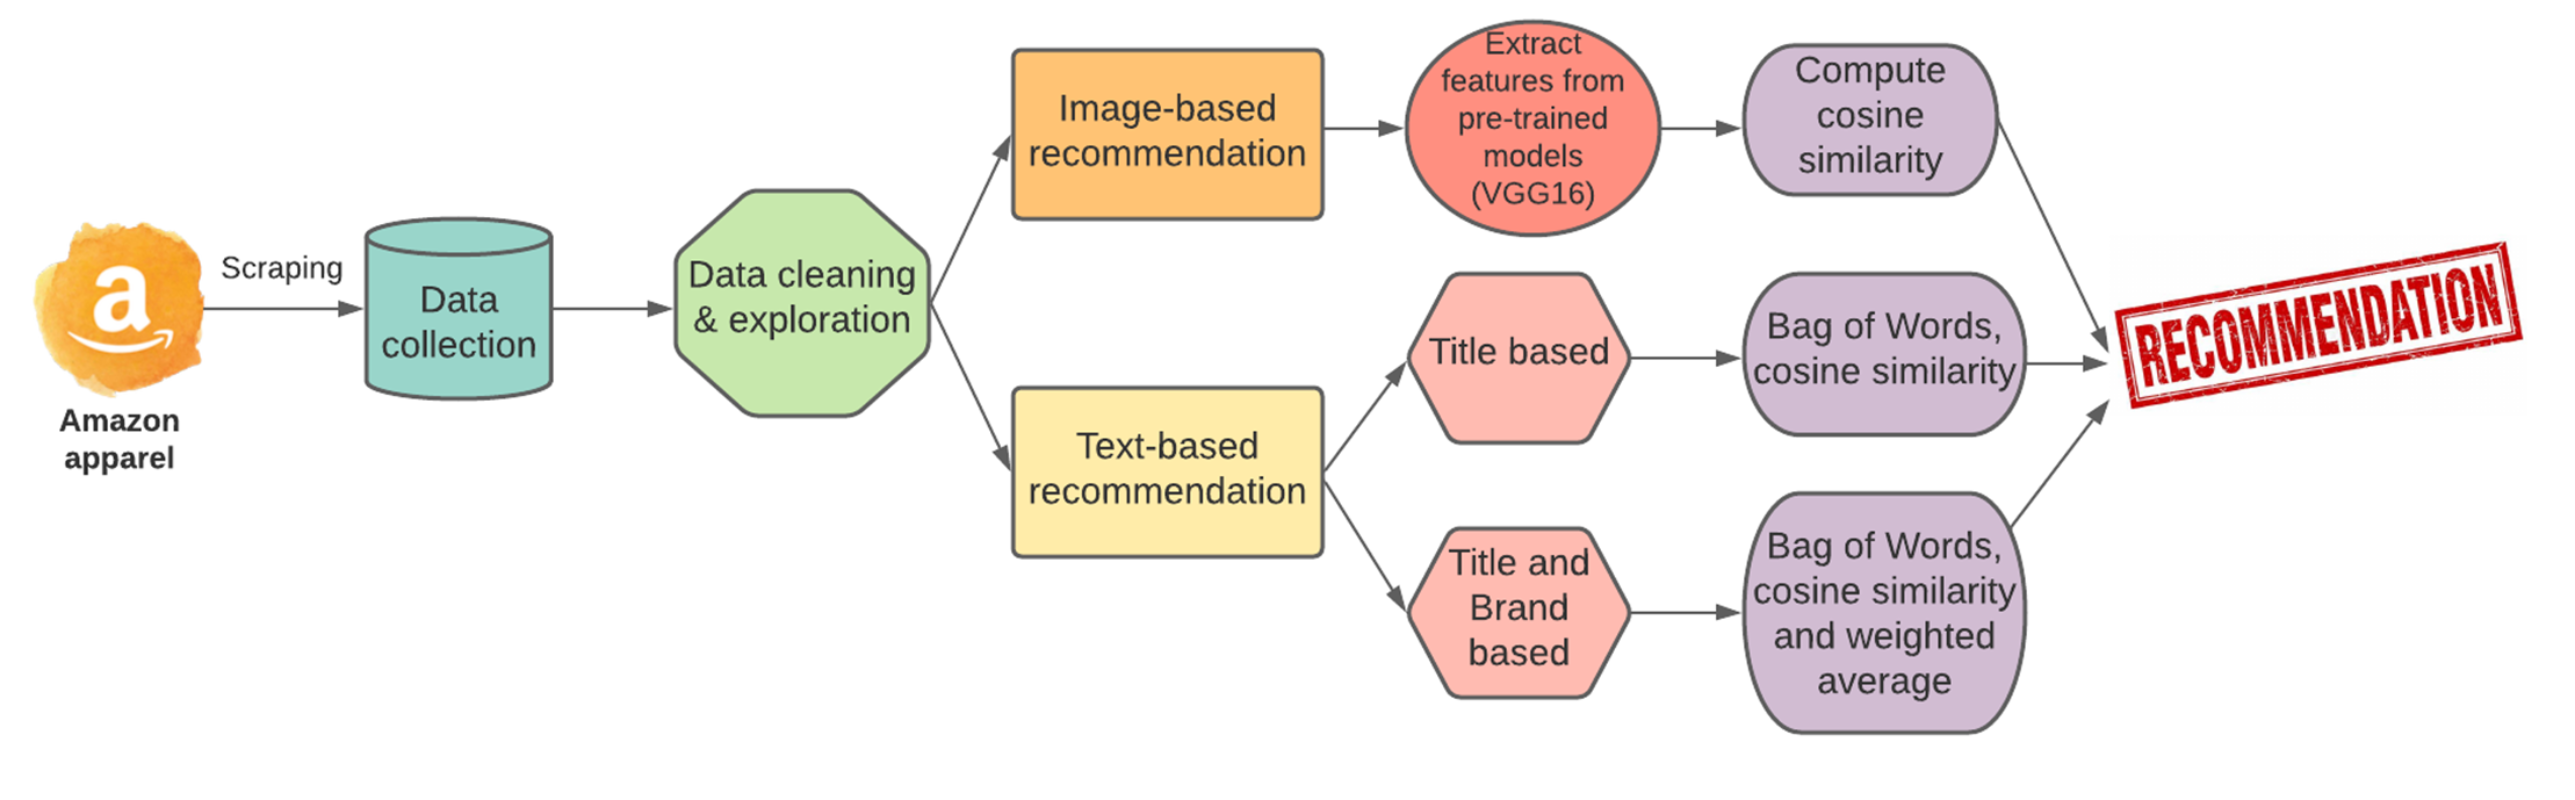 a
Amazon
apparel
Scraping
Data
collection
Data cleaning
& exploration
Image-based
recommendation
Extract
features from
pre-trained
models
(VGG16)
Compute
cosine
similarity
Text-based
recommendation
Title based
Bag of Words,
cosine similarity
Title and
Brand
based
Bag of Words,
cosine similarity
and weighted
average
RECOMMENDATION